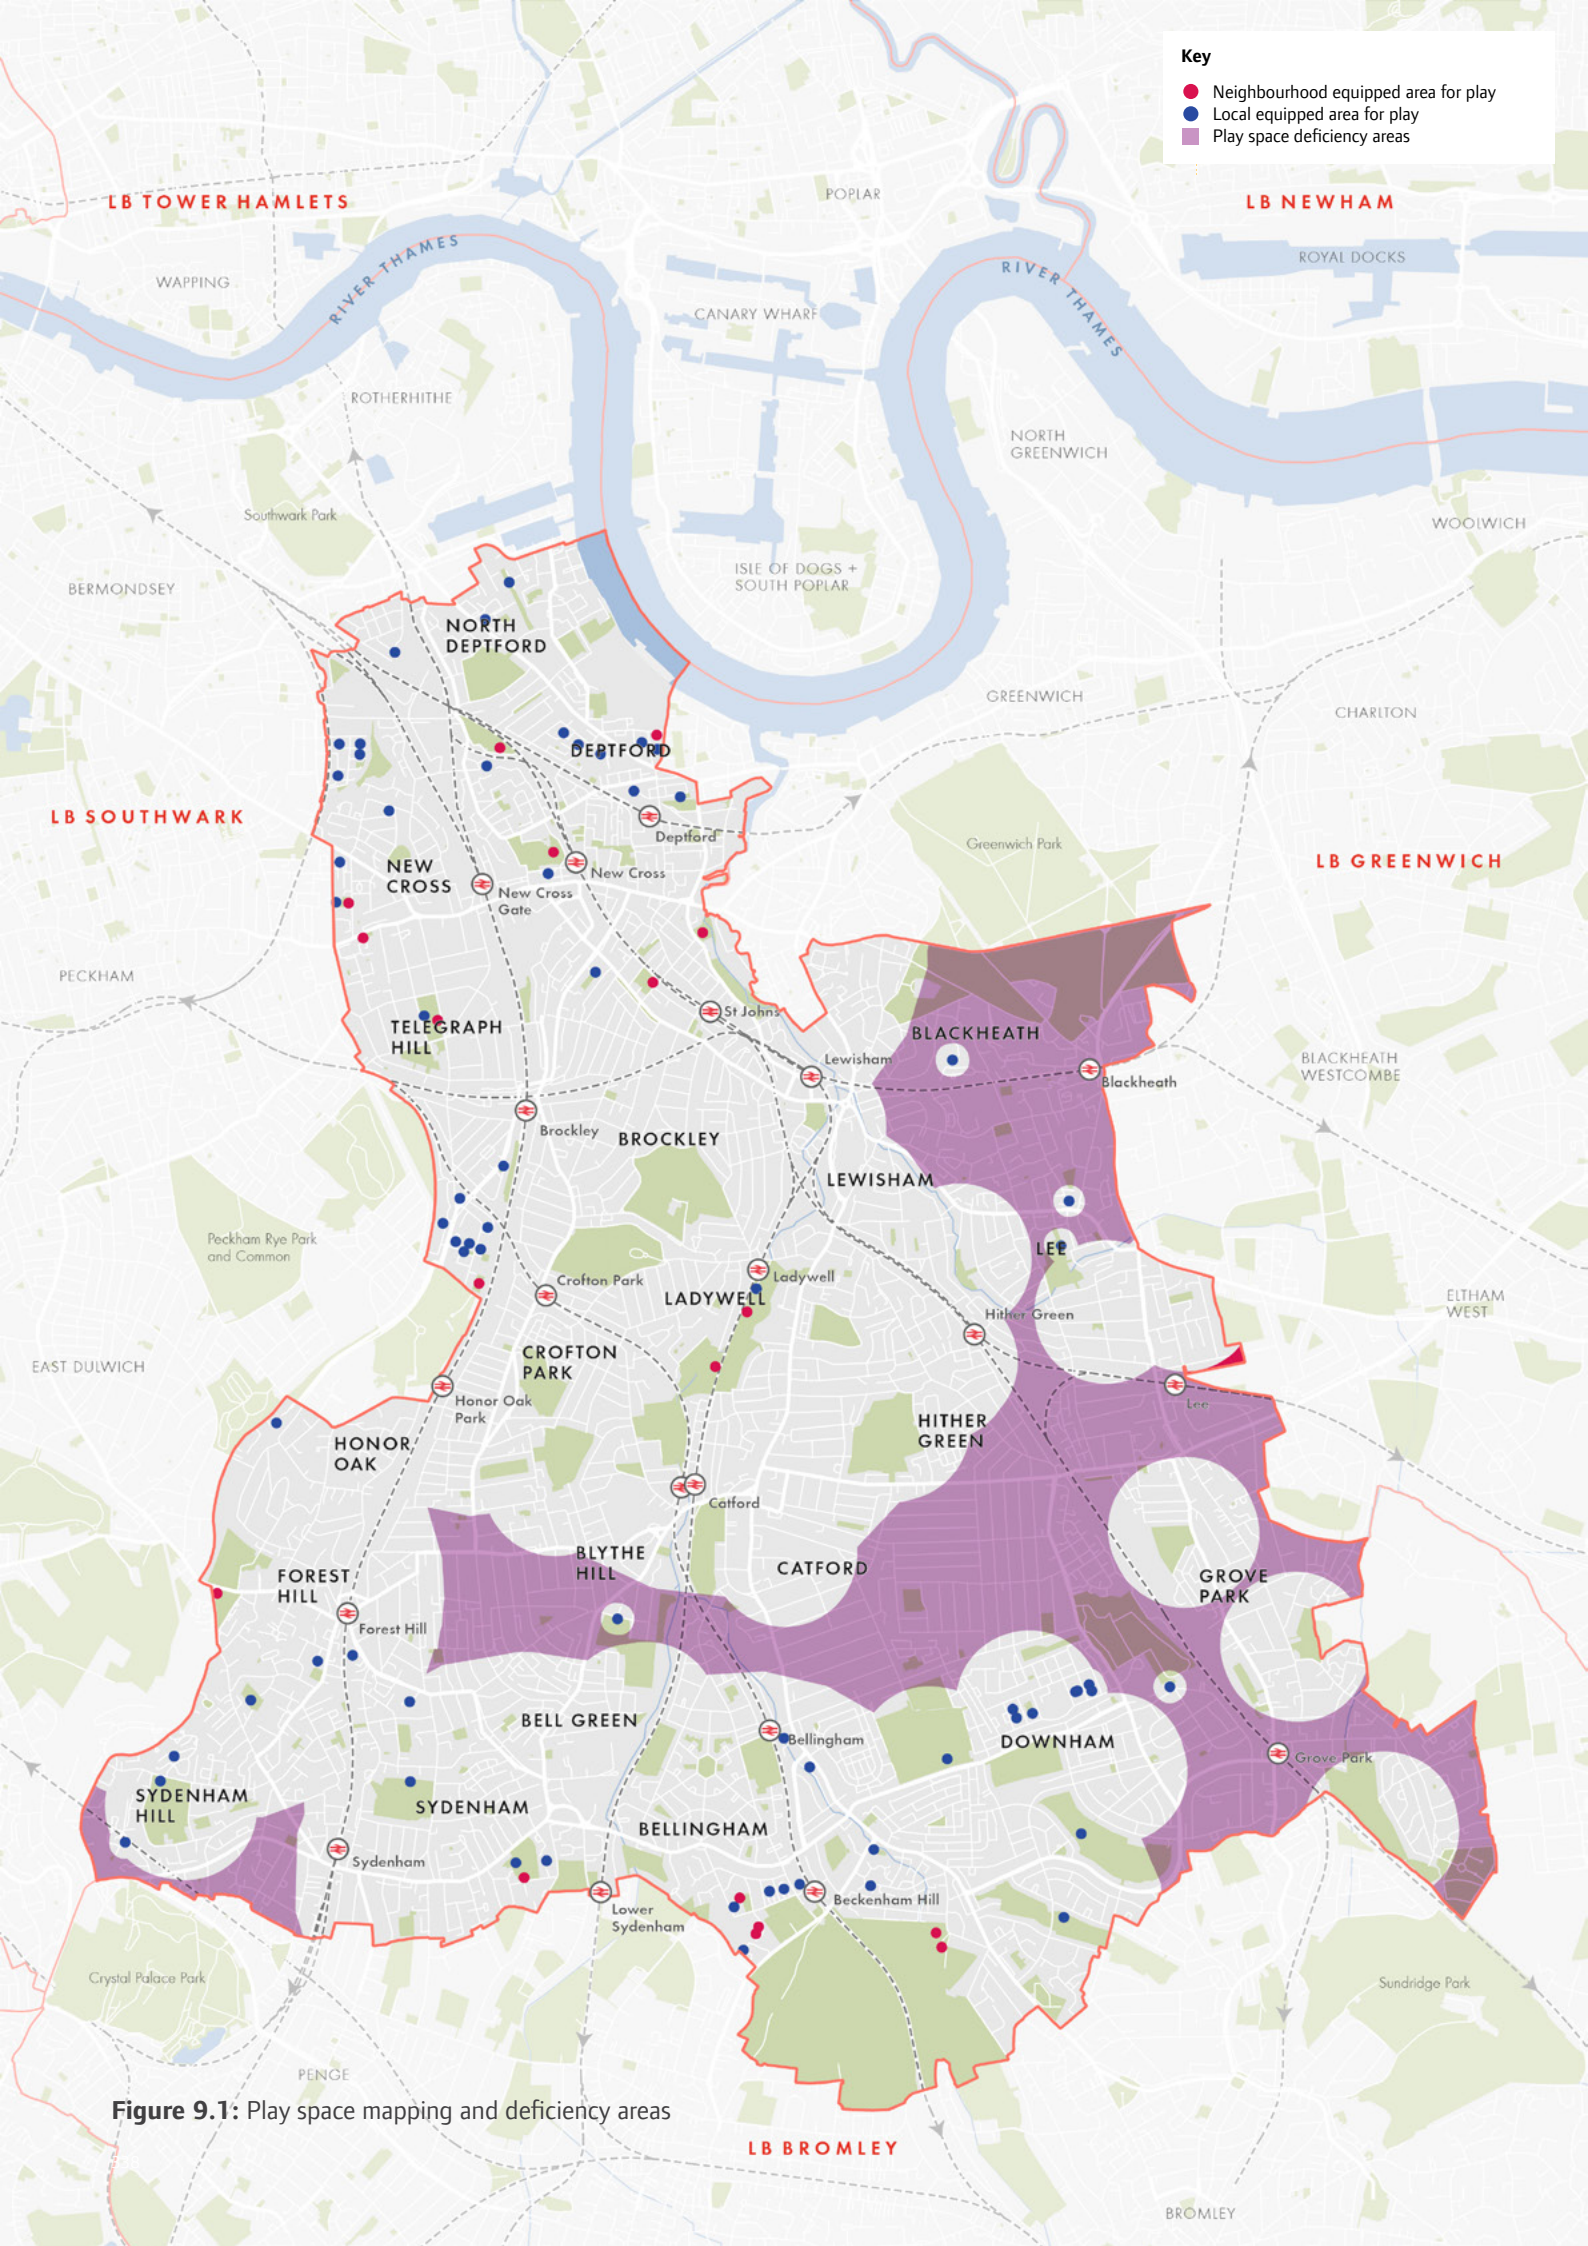 Key
Neighbourhood equipped area for play
Local equipped area for play
Play space deficiency areas
LB TOWER HAMLETS
POPLAR
LB NEWHAM
RIVER THAMES
ROYAL DOCKS
WAPPING
RIVER THAMES
CANARY WHARF
ROTHERHITHE
NORTH
GREENWICH
Southwark Park
WOOLWICH
BERMONDSEY
ISLE OF DOGS +
SOUTH POPLAR
NORTH
DEPTFORD
GREENWICH
CHARLTON
DEPTFORD
LB SOUTHWARK
Deptford
Greenwich Park
LB GREENWICH
NEW
CROSS
New Cross
New Cross
Gate
PECKHAM
St Johns
TELEGRAPH
HILL
BLACKHEATH
Lewisham
BLACKHEATH
WESTCOMBE
Blackheath
Brockley
BROCKLEY
LEWISHAM
Peckham Rye Park
and Common
LEE
Crofton Park
Ladywell
LADYWELL
ELTHAM
WEST
Hither Green
EAST DULWICH
CROFTON
PARK
Honor Oak
Park
Lee
HITHER
GREEN
HONOR
OAK
Catford
BLYTHE
HILL
CATFORD
FOREST
HILL
GROVE
PARK
Forest Hill
BELL GREEN
Bellingham
DOWNHAM
Grove Park
SYDENHAM
HILL
SYDENHAM
BELLINGHAM
Sydenham
Beckenham Hill
Lower
Sydenham
Crystal Palace Park
Sundridge Park
PENGE
Figure 9.1: Play space mapping and deficiency areas
LB BROMLEY
BROMLEY